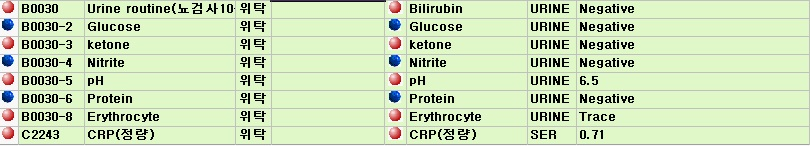 B0030 Urine routine(뇨검사10 위탁 Bilirubin URINE Negative
B0030-2 Glucose 위탁 Glucose URINE Negative
B0030-3 ketone 위탁 ketone URINE Negative
B0030-4 Nitrite 위탁 Nitrite URINE Negative
B0030-5 pH 위탁 pH URINE 6.5
B0030-6 Protein 위탁 Protein URINE Negative
B0030-8 Erythrocyte 위탁 Erythrocyte URINE Trace
C2243 CRP(정량) 위탁 CRP(정량) SER 0.71